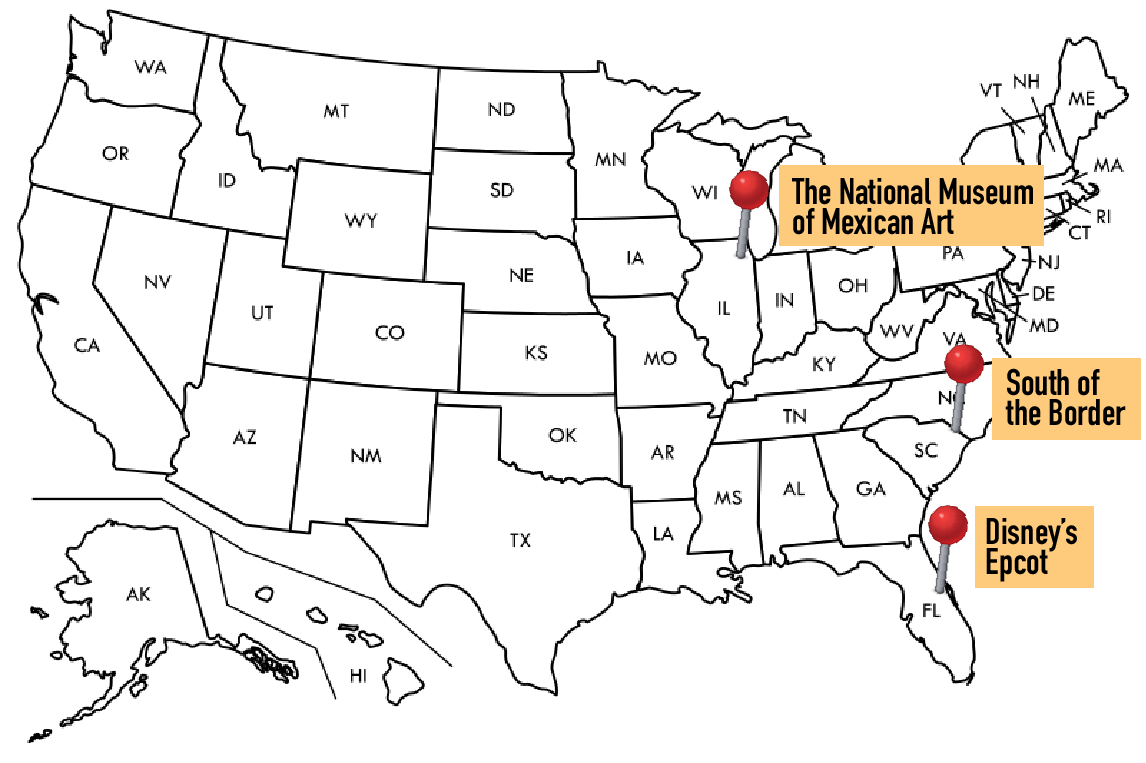 WA
MT
ND
VT
NH
ME
OR
ID
MN
SD
WY
WI
The National Museum
of Mexican Art
MA
RI
CT
IA
NE
PA
NJ
NV
UT
CO
IL
IN
OH
DE
MD
CA
KS
MO
WV
VA
KY
South of
the Border
NC
TN
AZ
NM
OK
AR
SC
MS
AL
GA
TX
LA
Disney's
Epcot
AK
FL
HI